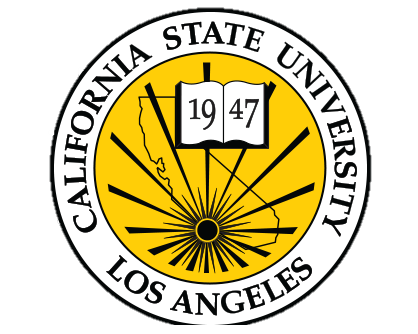 CALIFORNIA STATE UNIVERSITY
19 47
LOS ANGELES